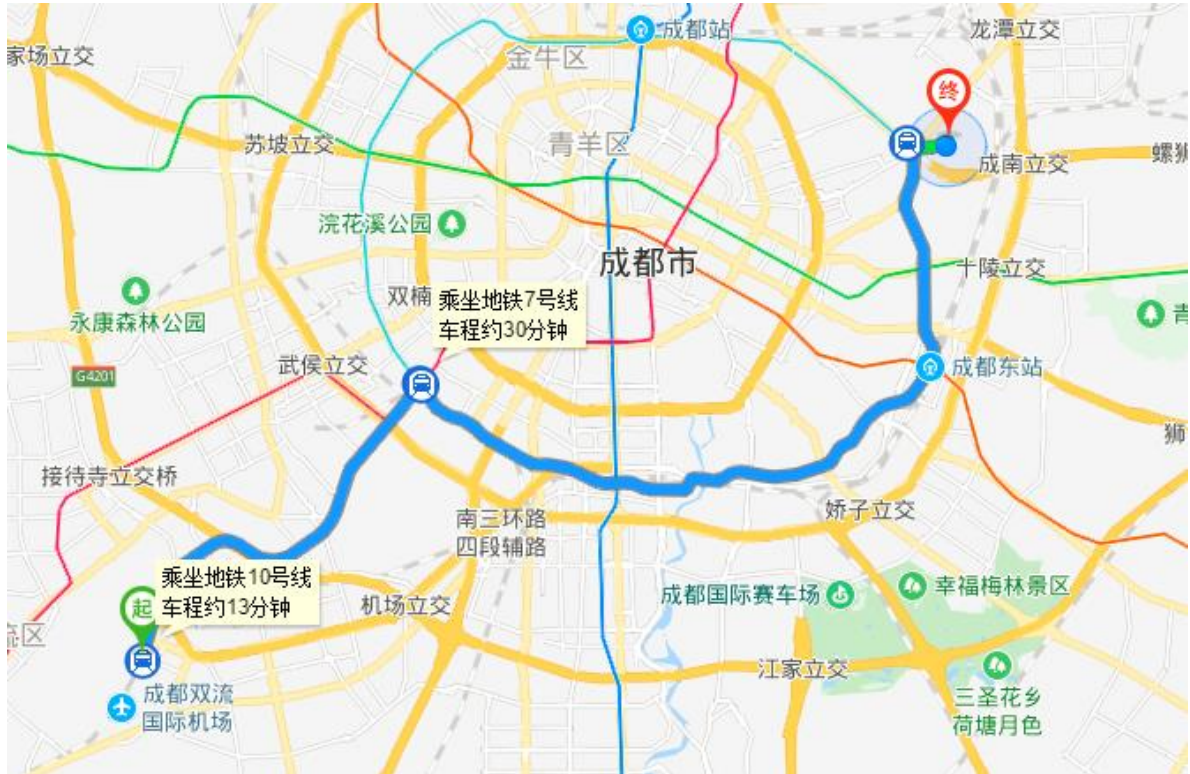 成都站
龙潭立交
家场立交
金牛区
终
苏坡立交
青羊区
成南立交
浣花溪公园
成都市
十陵立交
双楠
乘坐地铁7号线
车程约30分钟
永康森林公园
青
武侯立交
成都东站
G4201
狮
接待寺立交桥
娇子立交
南三环路
四段辅路
乘坐地铁10号线
车程约13分钟
起
机场立交
成都国际赛车场
幸福梅林景区
区
江家立交
成都双流
国际机场
三圣花乡
荷塘月色